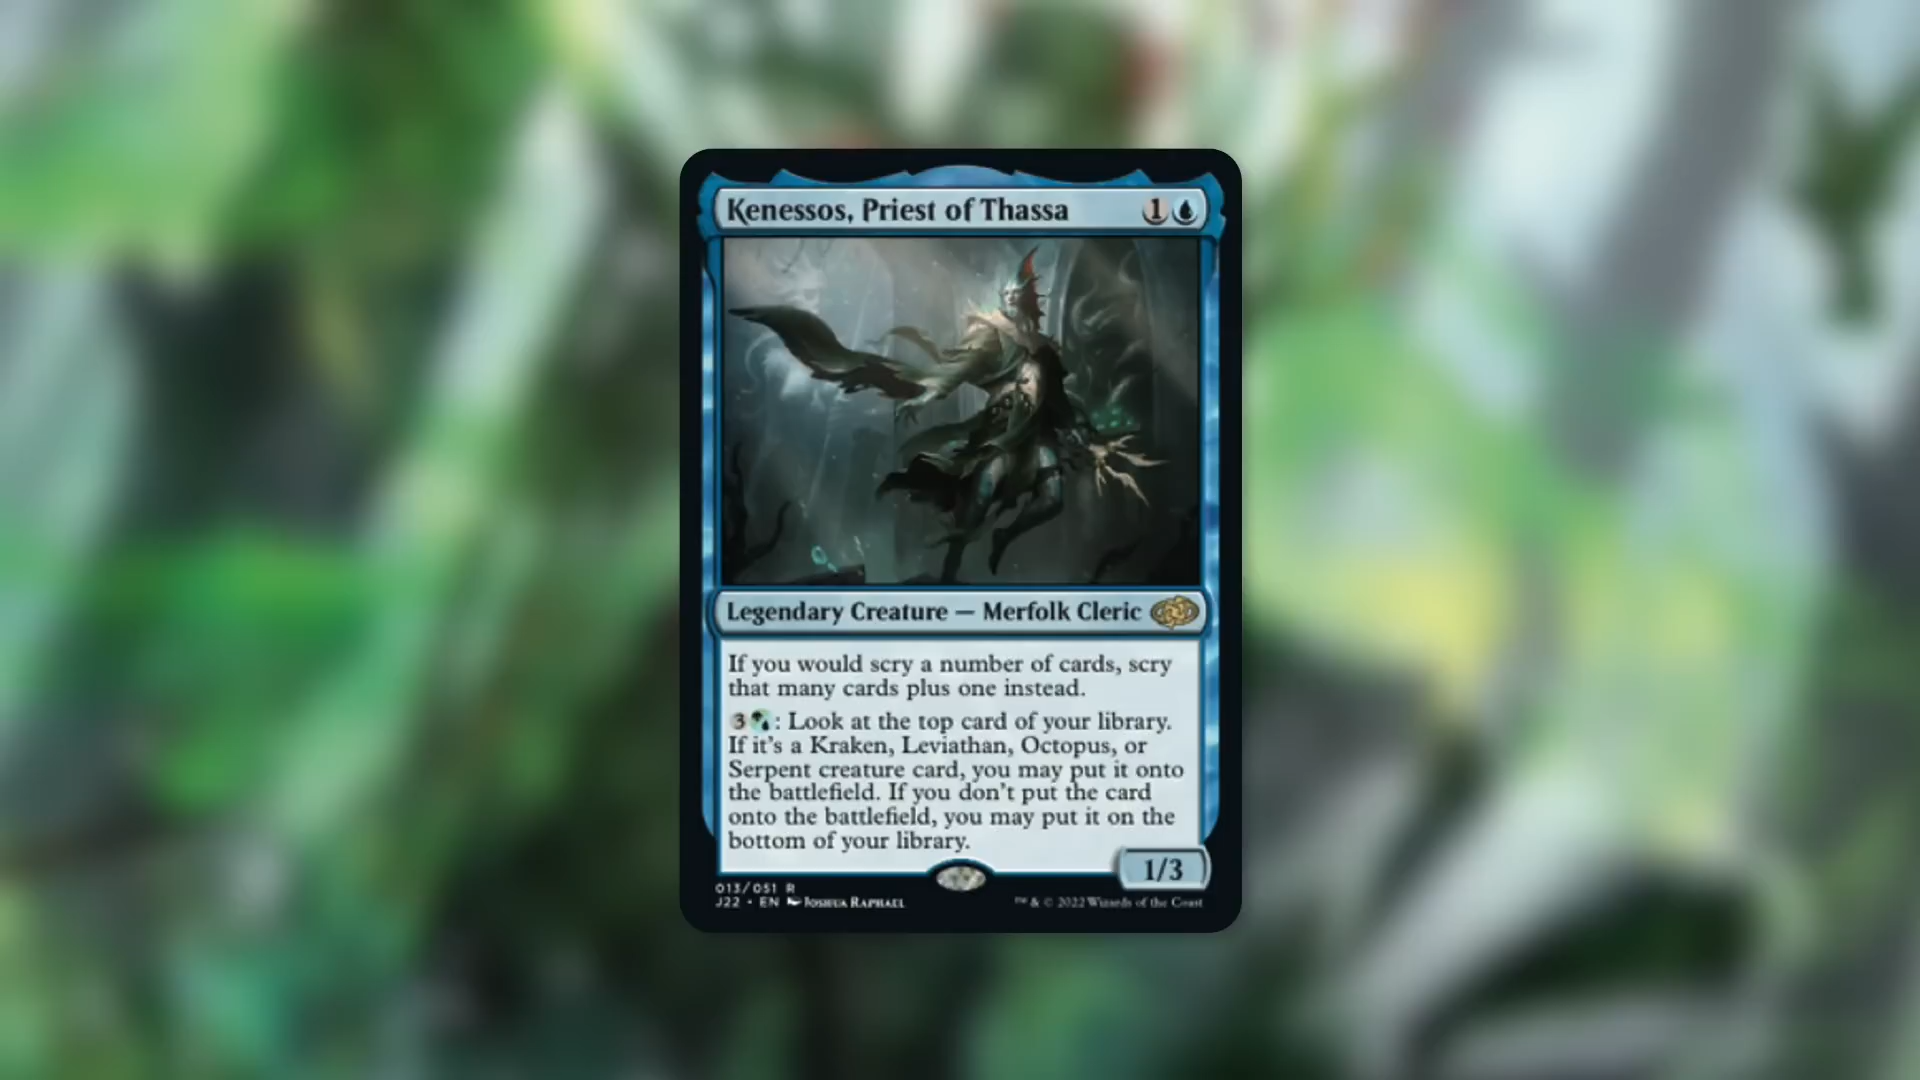 Kenessos, Priest of Thassa 1
Legendary Creature — Merfolk Cleric
If you would scry a number of cards, scry
that many cards plus one instead.
3 : Look at the top card of your library.
If it's a Kraken, Leviathan, Octopus, or
Serpent creature card, you may put it onto
the battlefield. If you don't put the card
onto the battlefield, you may put it on the
bottom of your library.
1/3
013/051 R
J22 • EN Joshua Raphael
™ & © 2022 Wizards of the Coast